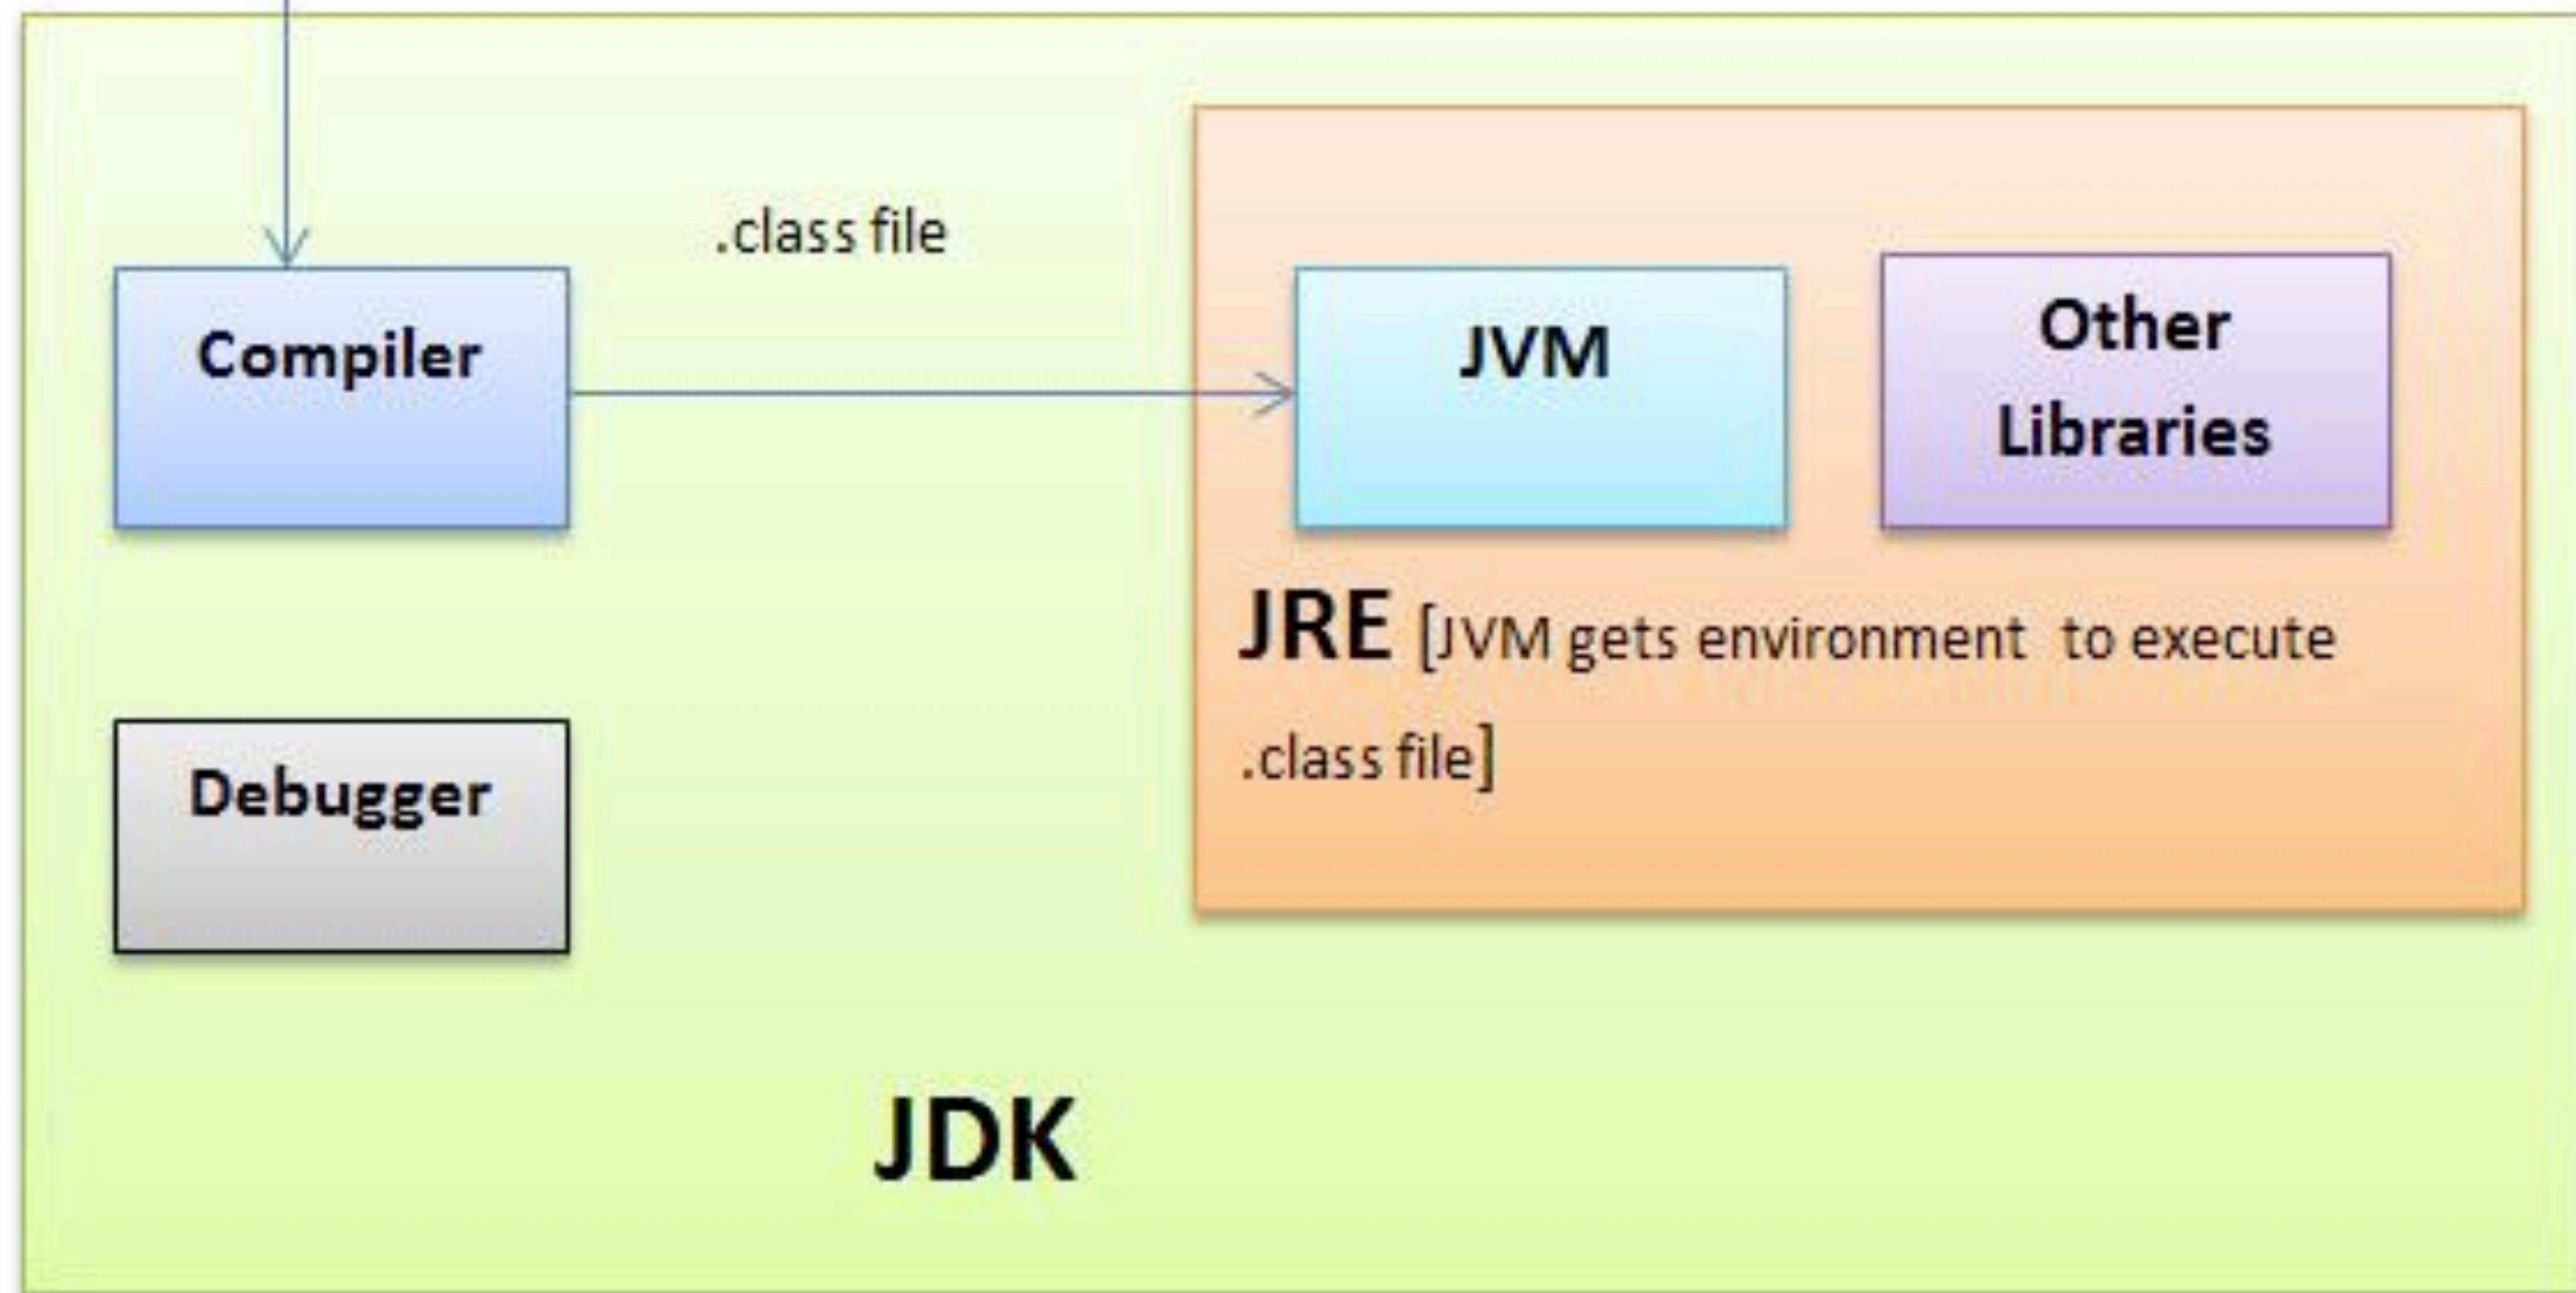 .class file
Compiler
JVM
Other
Libraries
JRE [JVM gets environment to execute
.class file]
Debugger
JDK